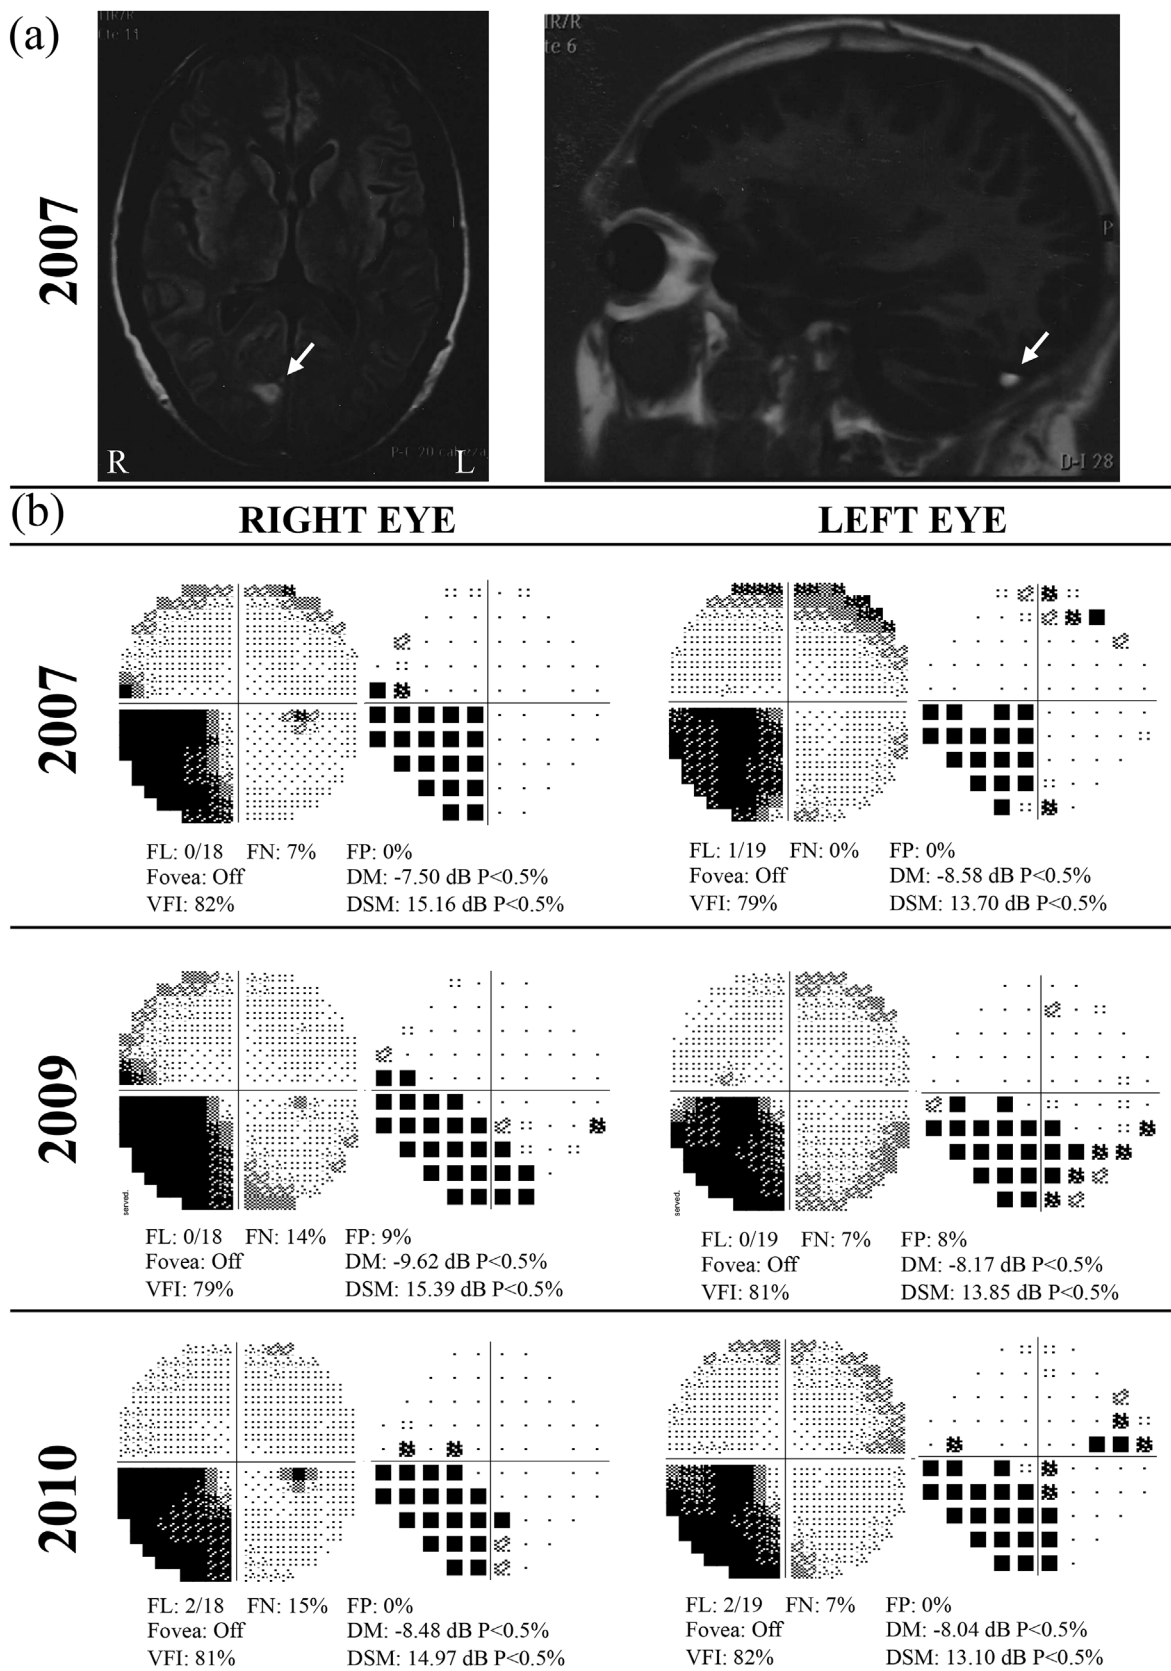 (a)
IR/R
te 6
P
2007
R
L
D-I 28
(b)
RIGHT EYE LEFT EYE
2007
FL: 0/18 FN: 7% FP: 0%
Fovea: Off DM: -7.50 dB P<0.5%
VFI: 82% DSM: 15.16 dB P<0.5%
FL: 1/19 FN: 0% FP: 0%
Fovea: Off DM: -8.58 dB P<0.5%
VFI: 79% DSM: 13.70 dB P<0.5%
2009
served.
FL: 0/18 FN: 14% FP: 9%
Fovea: Off DM: -9.62 dB P<0.5%
VFI: 79% DSM: 15.39 dB P<0.5%
served.
FL: 0/19 FN: 7% FP: 8%
Fovea: Off DM: -8.17 dB P<0.5%
VFI: 81% DSM: 13.85 dB P<0.5%
2010
FL: 2/18 FN: 15% FP: 0%
Fovea: Off DM: -8.48 dB P<0.5%
VFI: 81% DSM: 14.97 dB P<0.5%
FL: 2/19 FN: 7% FP: 0%
Fovea: Off DM: -8.04 dB P<0.5%
VFI: 82% DSM: 13.10 dB P<0.5%